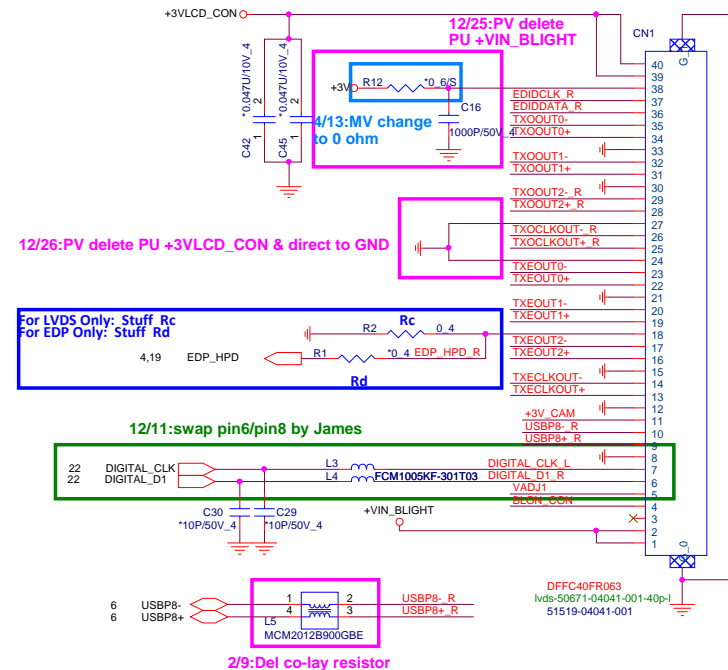 +3VLCD_CON
12/25:PV delete
PU +VIN_BLIGHT
CN1
G_
*0.047U/10V_4
*0.047U/10V_4
2
2
1
1
C42
C45
+3V
R12
*0_6/S
C16
1000P/50V_4
4/13:MV change
to 0 ohm
40
39
38
EDIDCLK_R
37
EDIDDATA_R
36
TXOOUT0-
35
TXOOUT0+
34
33
TXOOUT1-
32
TXOOUT1+
31
30
TXOOUT2-_R
29
TXOOUT2+_R
28
27
TXOCLKOUT-_R
26
TXOCLKOUT+_R
25
24
TXEOUT0-
23
TXEOUT0+
22
21
TXEOUT1-
20
TXEOUT1+
19
18
TXEOUT2-
17
TXEOUT2+
16
15
TXECLKOUT-
14
TXECLKOUT+
13
12
+3V_CAM
11
USBP8-_R
10
USBP8+_R
9
8
DIGITAL_CLK_L
7
DIGITAL_D1_R
6
VADJ1
5
BLON_CON
4
3
2
1
12/26:PV delete PU +3VLCD_CON & direct to GND
For LVDS Only: Stuff Rc
For EDP Only: Stuff Rd
Rc
R2
0_4
4,19
EDP_HPD
R1
*0_4
EDP_HPD_R
Rd
12/11:swap pin6/pin8 by James
22
DIGITAL_CLK
L3
22
DIGITAL_D1
L4
FCM1005KF-301T03
C30
C29
*10P/50V_4
*10P/50V_4
+VIN_BLIGHT
G_0
DFFC40FR063
lvds-50671-04041-001-40p-l
51519-04041-001
6
USBP8-
1
2
USBP8-_R
6
USBP8+
4
3
USBP8+_R
L5
MCM2012B900GBE
2/9:Del co-lay resistor